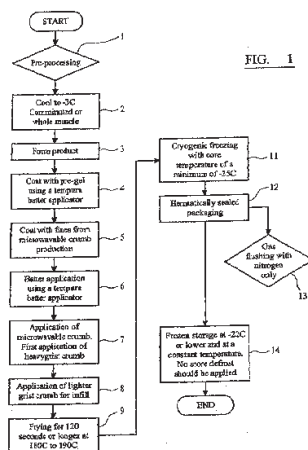 START
1
Pre-processing
FIG. 1
Cool to -3C
Comminuted or
whole muscle
2
Form product
3
Coat with pre-gel
using a tempura
batter applicator
4
Coat with fines from
microwavable crumb
production
5
Batter application
using a tempura
batter applicator
6
Application of
microwavable crumb.
First application of
heavy grist crumb
7
Application of lighter
grist crumb for infill
8
Frying for 120
seconds or longer at
180C to 190C
9
Cryogenic freezing
with core
temperature of a
minimum of -25C
11
Hermetically sealed
packaging
12
Gas
flushing with
nitrogen
only
13
Frozen storage at -22C
or lower and at a
constant temperature.
No store defrost
should be applied
14
END